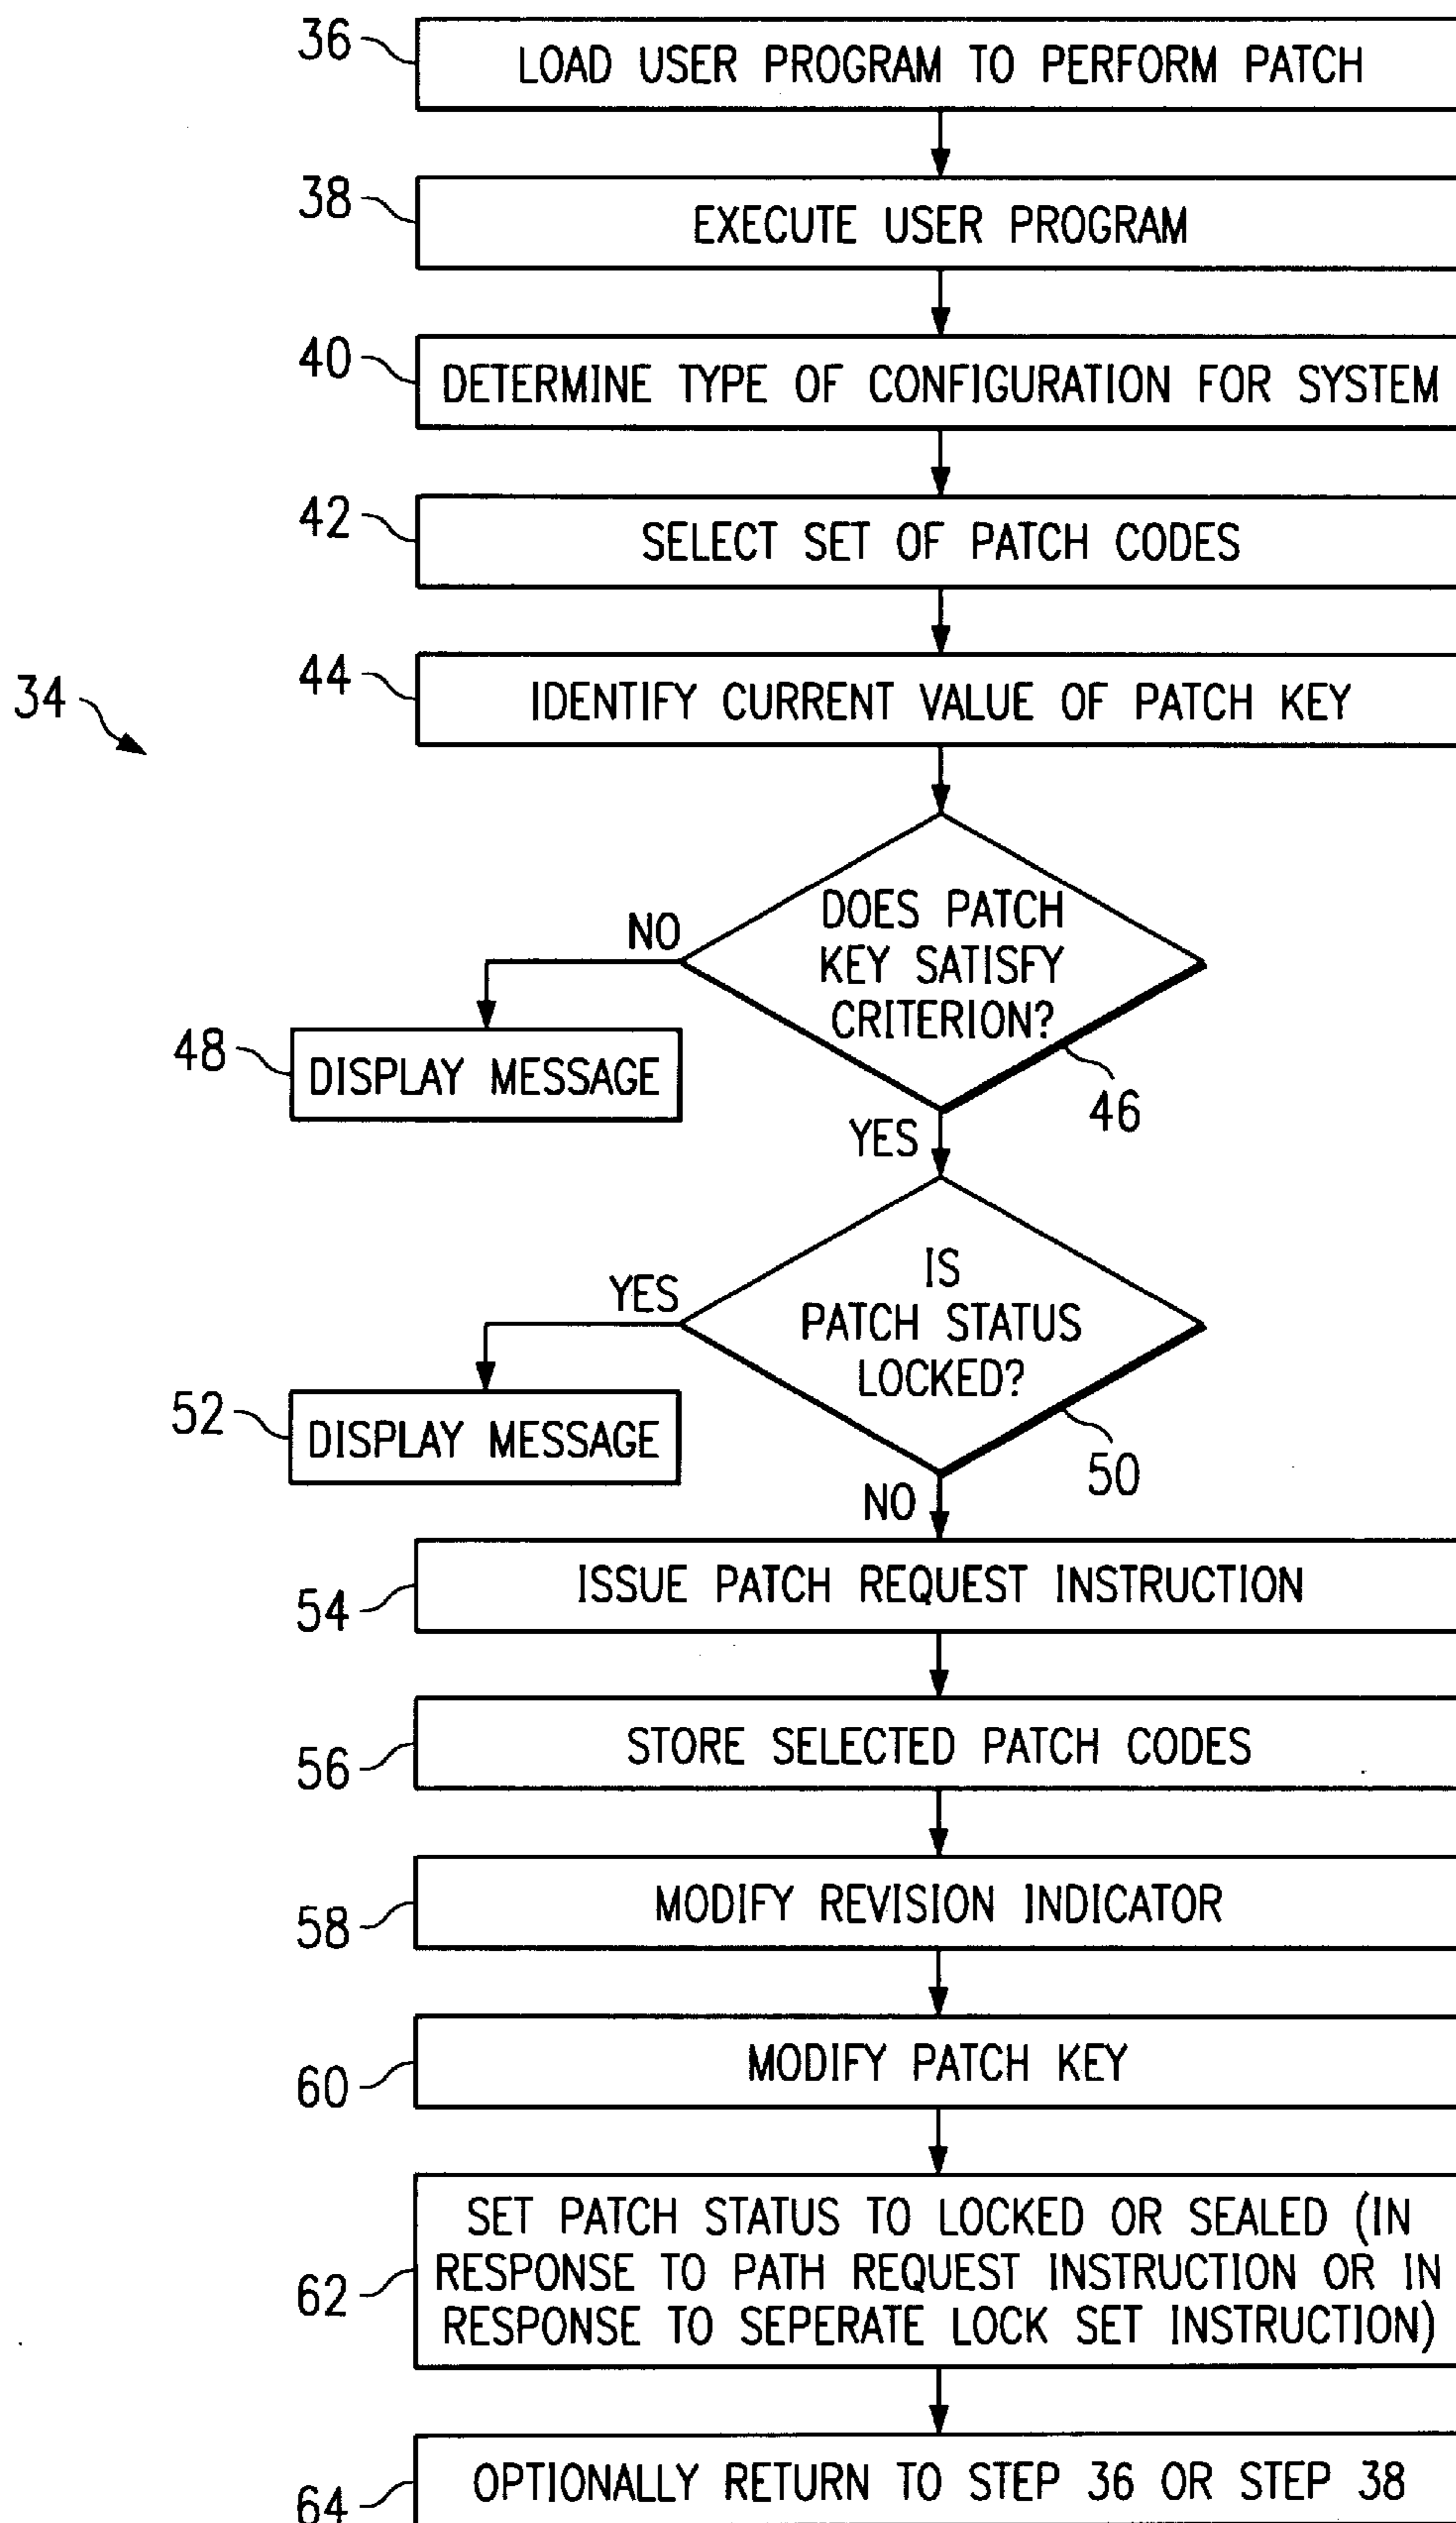 36
LOAD USER PROGRAM TO PERFORM PATCH
38
EXECUTE USER PROGRAM
40
DETERMINE TYPE OF CONFIGURATION FOR SYSTEM
42
SELECT SET OF PATCH CODES
44
IDENTIFY CURRENT VALUE OF PATCH KEY
34
DOES PATCH
KEY SATISFY
CRITERION?
NO
46
48
DISPLAY MESSAGE
YES
IS
PATCH STATUS
LOCKED?
YES
50
52
DISPLAY MESSAGE
NO
54
ISSUE PATCH REQUEST INSTRUCTION
56
STORE SELECTED PATCH CODES
58
MODIFY REVISION INDICATOR
60
MODIFY PATCH KEY
62
SET PATCH STATUS TO LOCKED OR SEALED (IN
RESPONSE TO PATH REQUEST INSTRUCTION OR IN
RESPONSE TO SEPERATE LOCK SET INSTRUCTION)
64
OPTIONALLY RETURN TO STEP 36 OR STEP 38